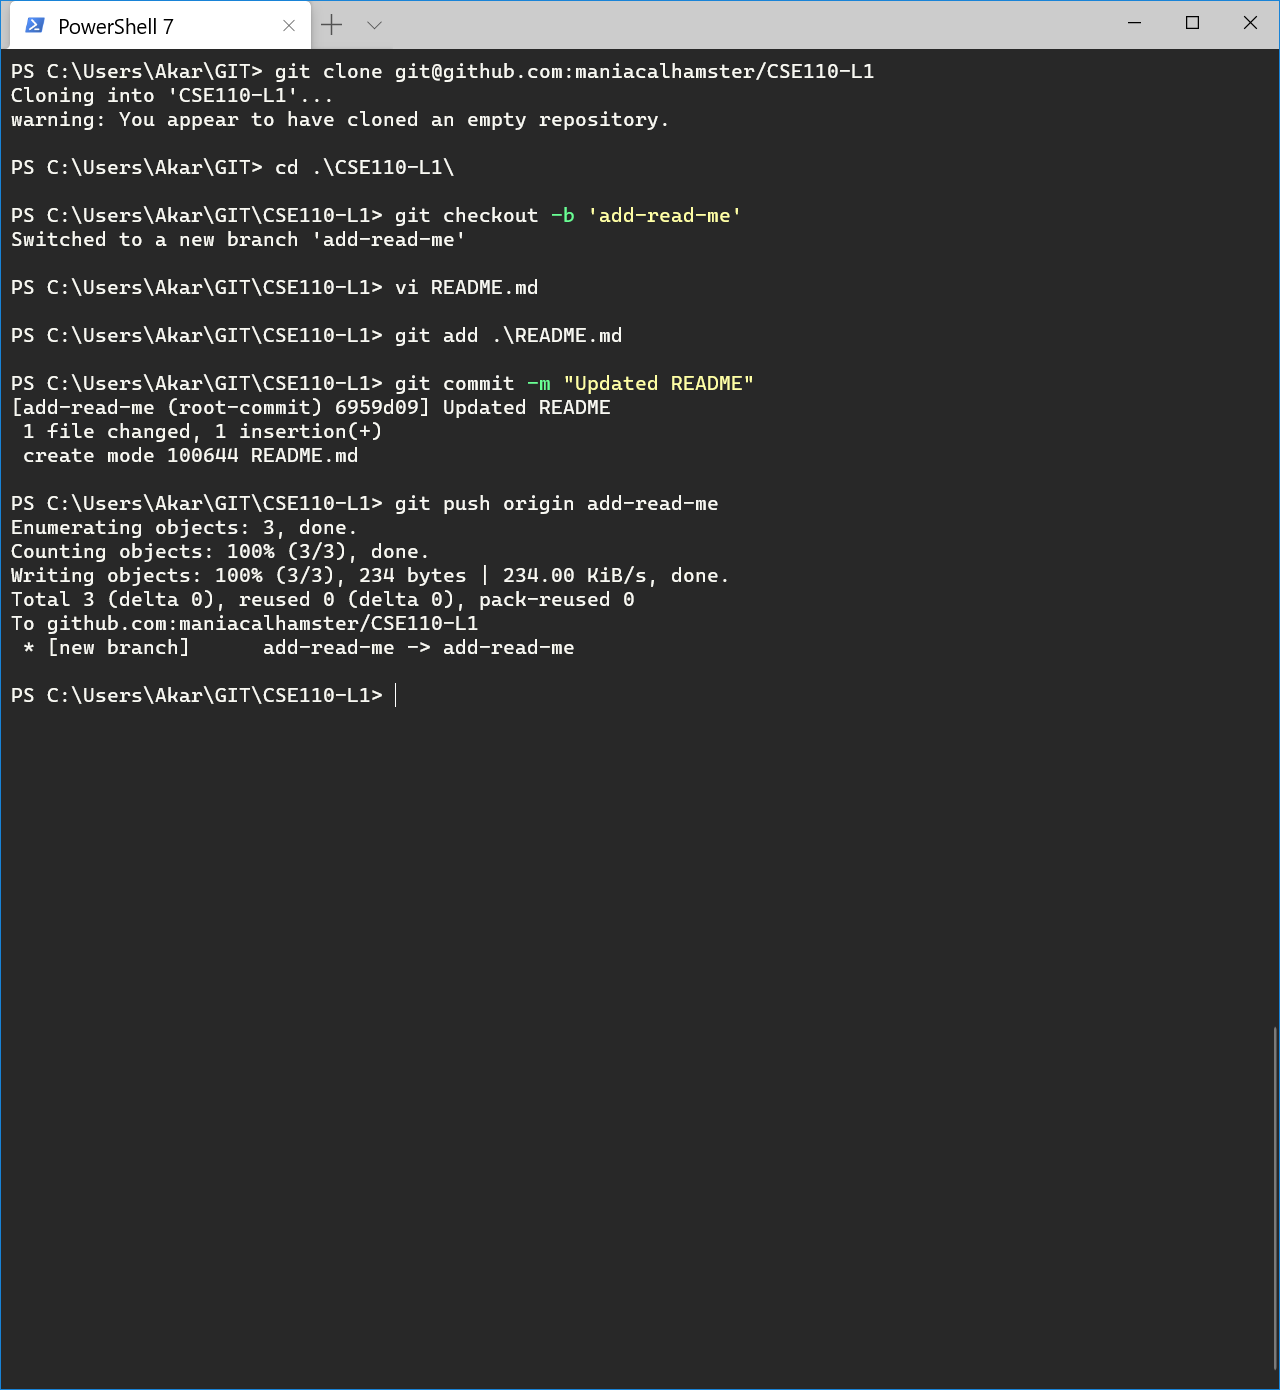 PowerShell 7
PS C:\Users\Akar\GIT> git clone git@github.com:maniacalhamster/CSE110-L1
Cloning into 'CSE110-L1'...
warning: You appear to have cloned an empty repository.
PS C:\Users\Akar\GIT> cd .\CSE110-L1\
PS C:\Users\Akar\GIT\CSE110-L1> git checkout -b 'add-read-me'
Switched to a new branch 'add-read-me'
PS C:\Users\Akar\GIT\CSE110-L1> vi README.md
PS C:\Users\Akar\GIT\CSE110-L1> git add .\README.md
PS C:\Users\Akar\GIT\CSE110-L1> git commit -m "Updated README"
[add-read-me (root-commit) 6959d09] Updated README
 1 file changed, 1 insertion(+)
 create mode 100644 README.md
PS C:\Users\Akar\GIT\CSE110-L1> git push origin add-read-me
Enumerating objects: 3, done.
Counting objects: 100% (3/3), done.
Writing objects: 100% (3/3), 234 bytes | 234.00 KiB/s, done.
Total 3 (delta 0), reused 0 (delta 0), pack-reused 0
To github.com:maniacalhamster/CSE110-L1
 * [new branch]      add-read-me -> add-read-me
PS C:\Users\Akar\GIT\CSE110-L1>